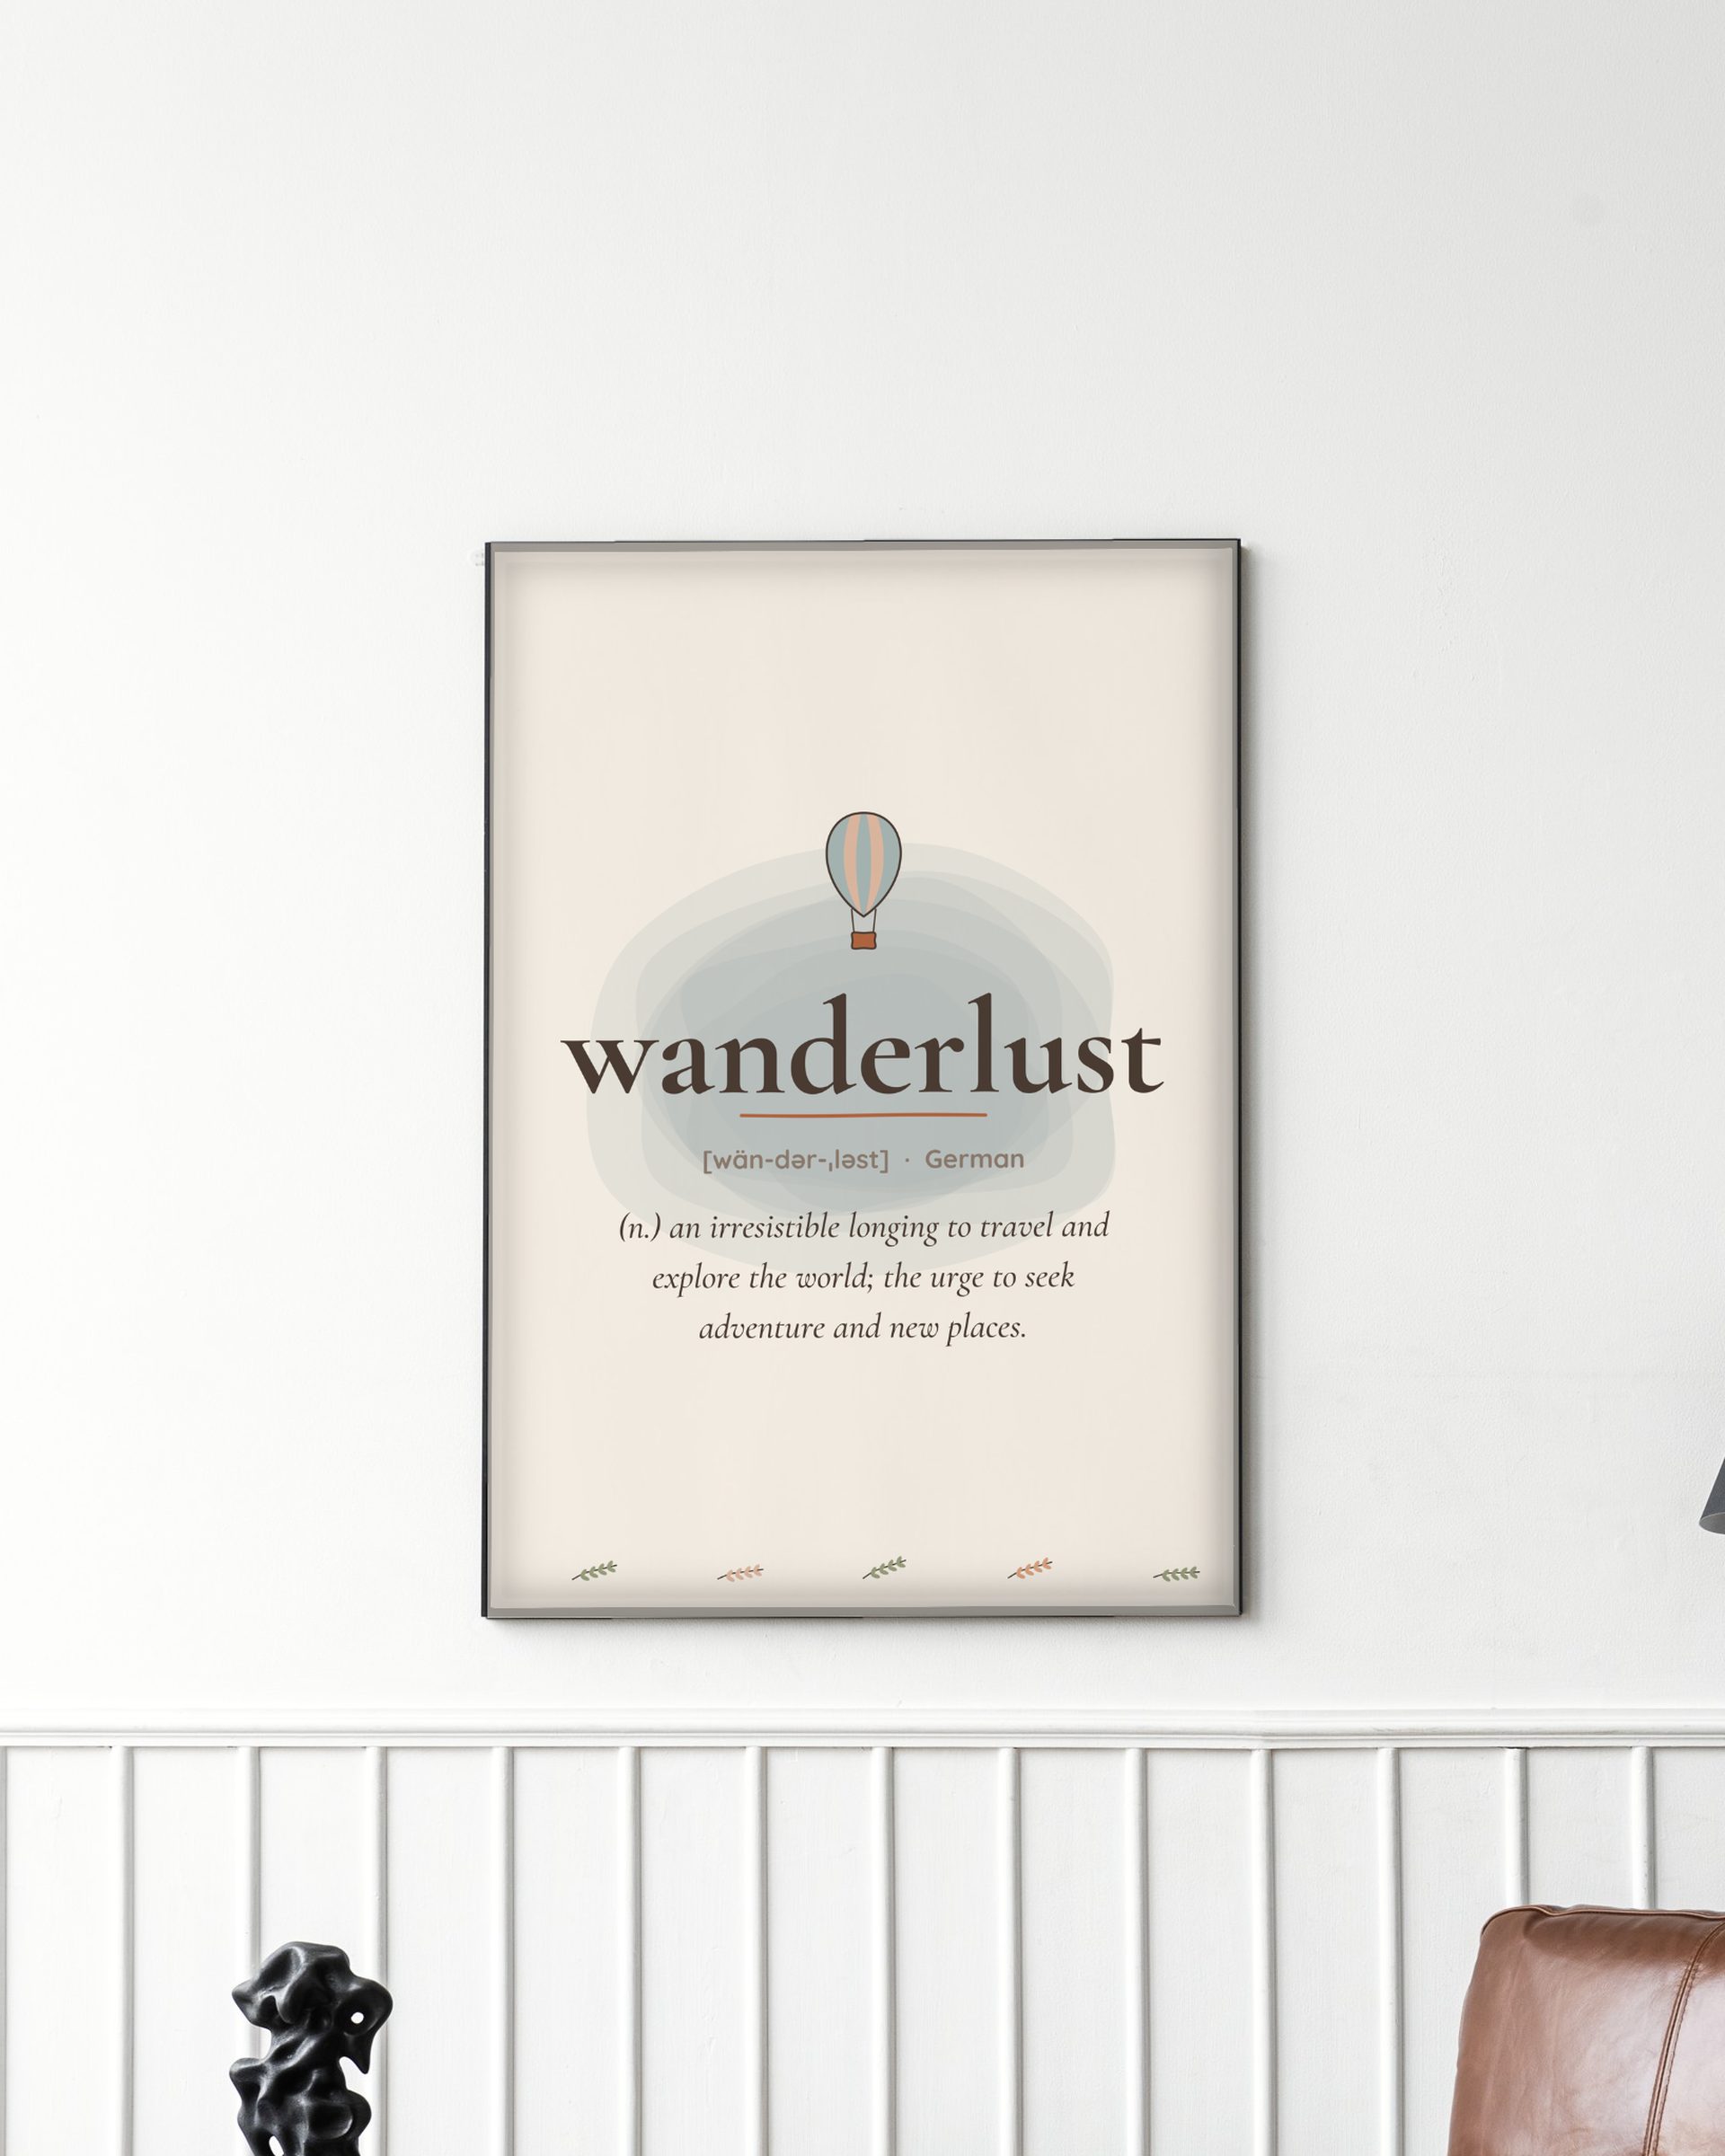 wanderlust
[wän-dər-ˌləst] · German
(n.) an irresistible longing to travel and
explore the world; the urge to seek
adventure and new places.